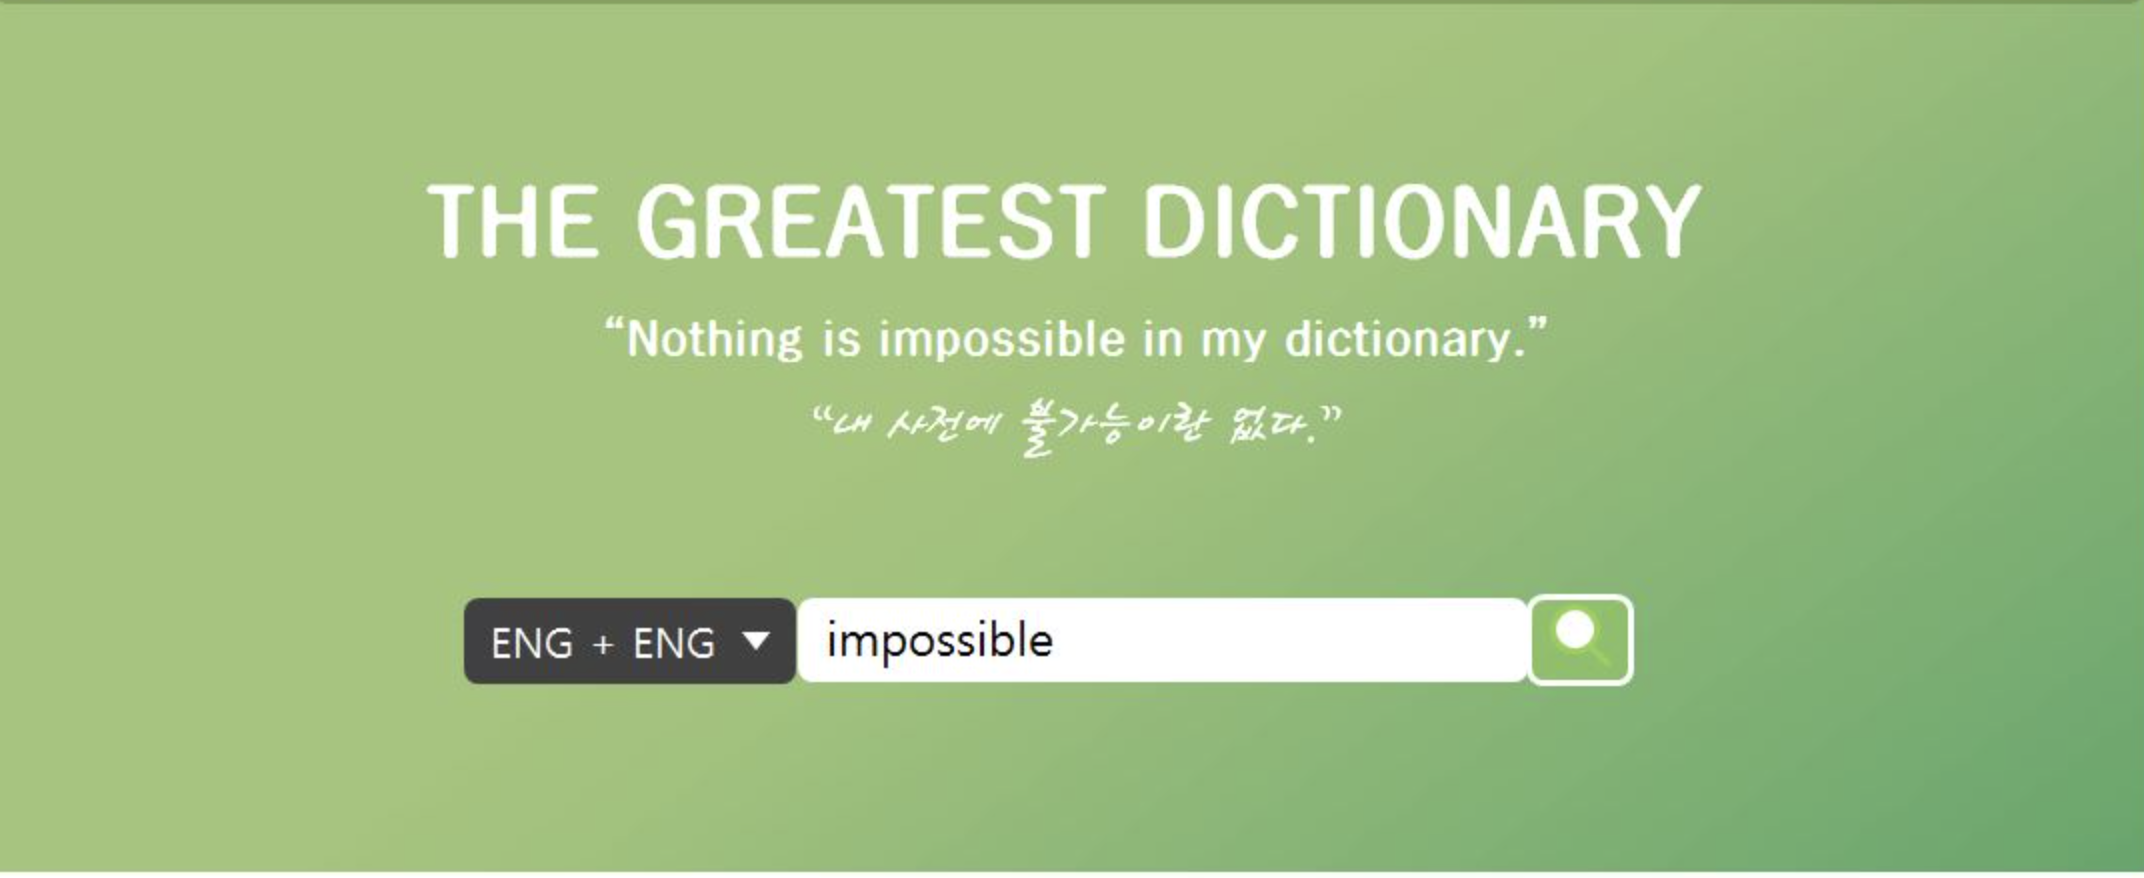 THE GREATEST DICTIONARY
“Nothing is impossible in my dictionary.”
“내 사전에 불가능이란 없다.”
ENG + ENG ▼ impossible